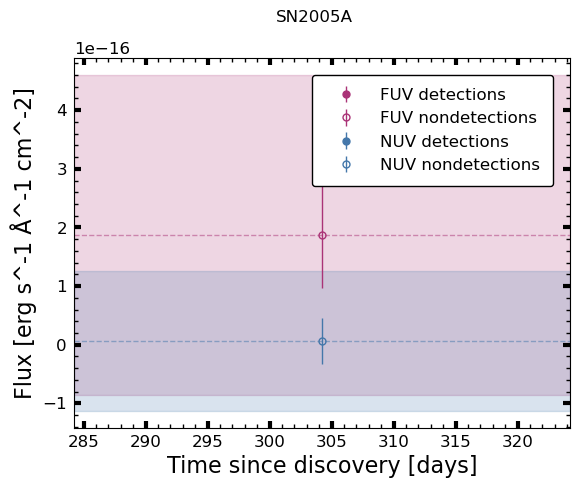 SN2005A
1e−16
FUV detections
FUV nondetections
NUV detections
NUV nondetections
4
3
2
1
0
−1
Flux [erg s^-1 Å^-1 cm^-2]
285 290 295 300 305 310 315 320
Time since discovery [days]